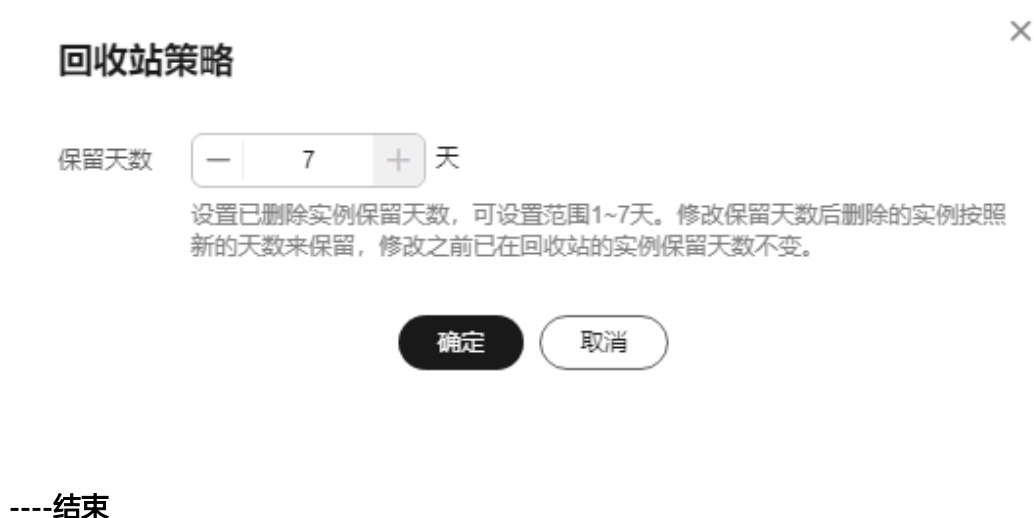 回收站策略
保留天数 7 天
设置已删除实例保留天数，可设置范围1~7天。修改保留天数后删除的实例按照
新的天数来保留，修改之前已在回收站的实例保留天数不变。
确定 取消
----结束